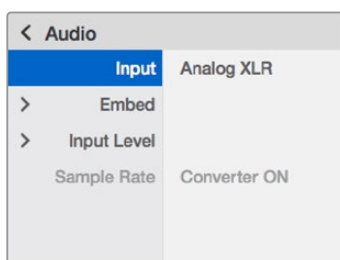 Audio
Input Analog XLR
Embed
Input Level
Sample Rate Converter ON